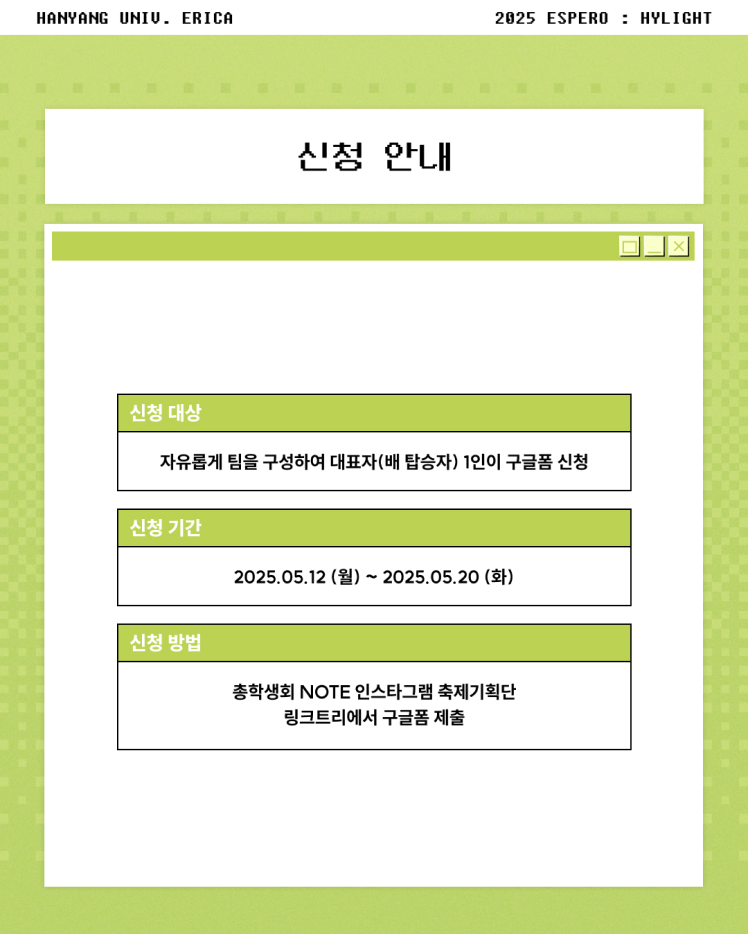 HANYANG UNIV. ERICA
2025 ESPERO : HYLIGHT
신청 안내
신청 대상
자유롭게 팀을 구성하여 대표자(배 탑승자) 1인이 구글폼 신청
신청 기간
2025.05.12 (월) ~ 2025.05.20 (화)
신청 방법
총학생회 NOTE 인스타그램 축제기획단
링크트리에서 구글폼 제출